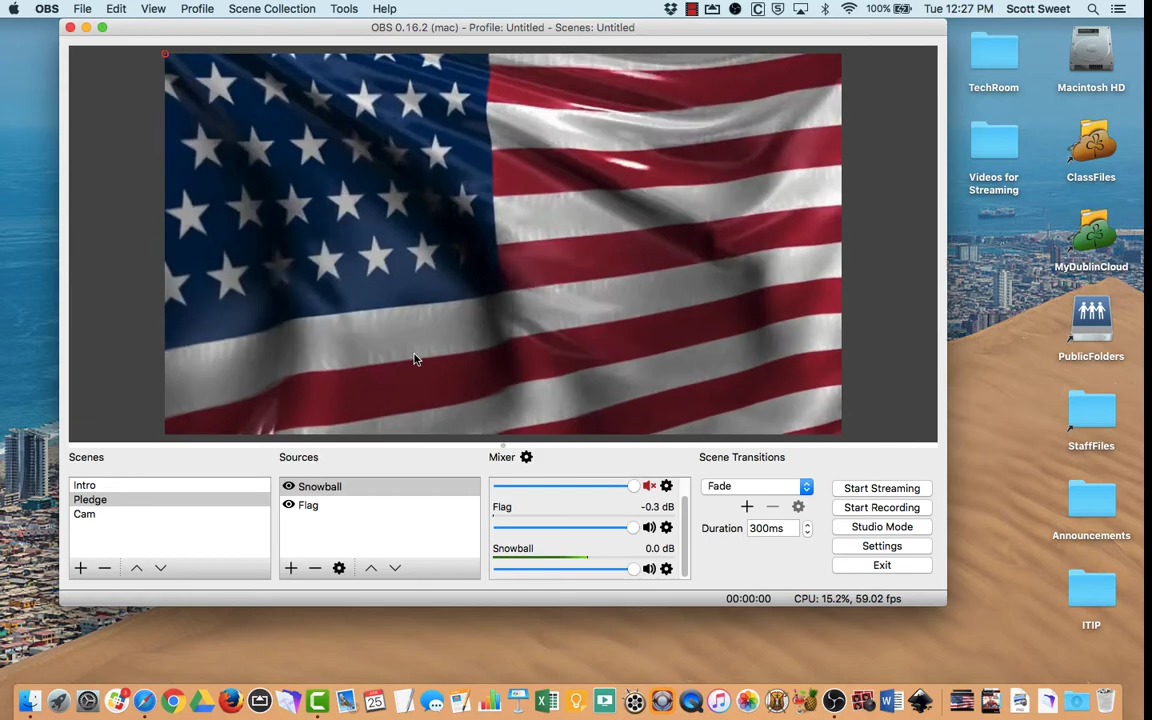 OBS File Edit View Profile Scene Collection Tools Help 100% Tue 12:27 PM Scott Sweet
OBS 0.16.2 (mac) - Profile: Untitled - Scenes: Untitled
TechRoom
Macintosh HD
Videos for
Streaming
ClassFiles
MyDublinCloud
PublicFolders
StaffFiles
Announcements
ITIP
Scenes
Intro
Pledge
Cam
Sources
Snowball
Flag
Mixer
Flag -0.3 dB
Snowball 0.0 dB
Scene Transitions
Fade
Duration 300ms
Start Streaming
Start Recording
Studio Mode
Settings
Exit
00:00:00 CPU: 15.2%, 59.02 fps
25